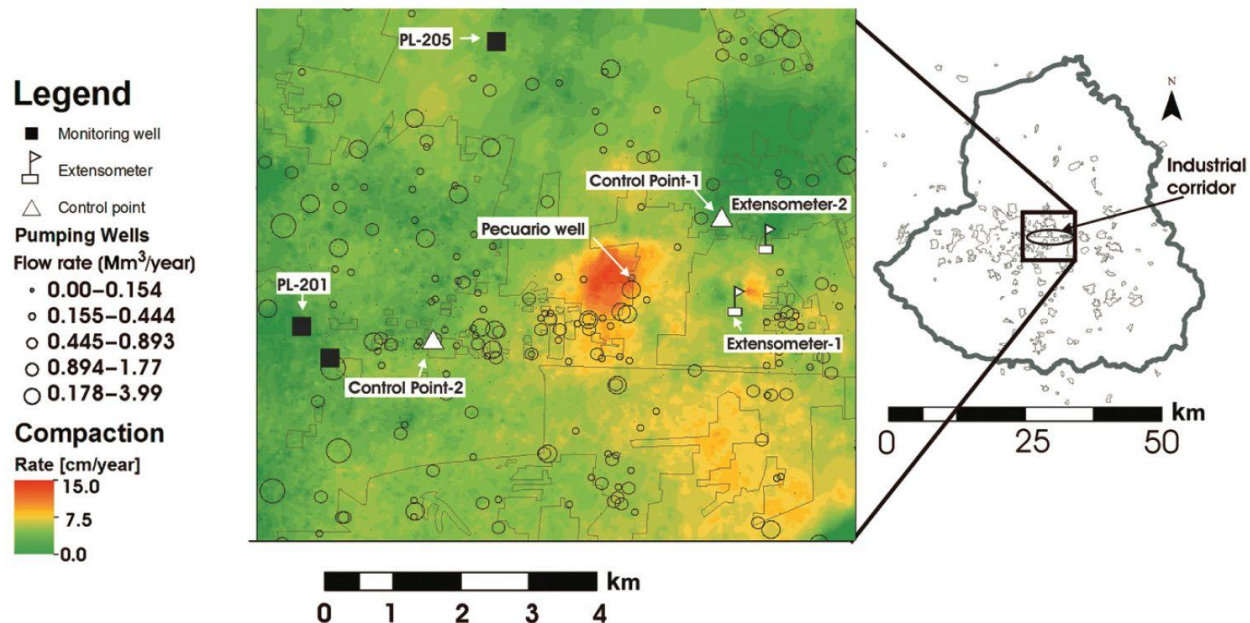 Legend
Monitoring well
Extensometer
Control point
Pumping Wells
Flow rate (Mm³/year)
0.00–0.154
0.155–0.444
0.445–0.893
0.894–1.77
0.178–3.99
Compaction
Rate [cm/year]
15.0
7.5
0.0
PL-205
Control Point-1
Extensometer-2
Pecuario well
PL-201
Extensometer-1
Control Point-2
km
0 1 2 3 4
N
Industrial
corridor
km
0 25 50